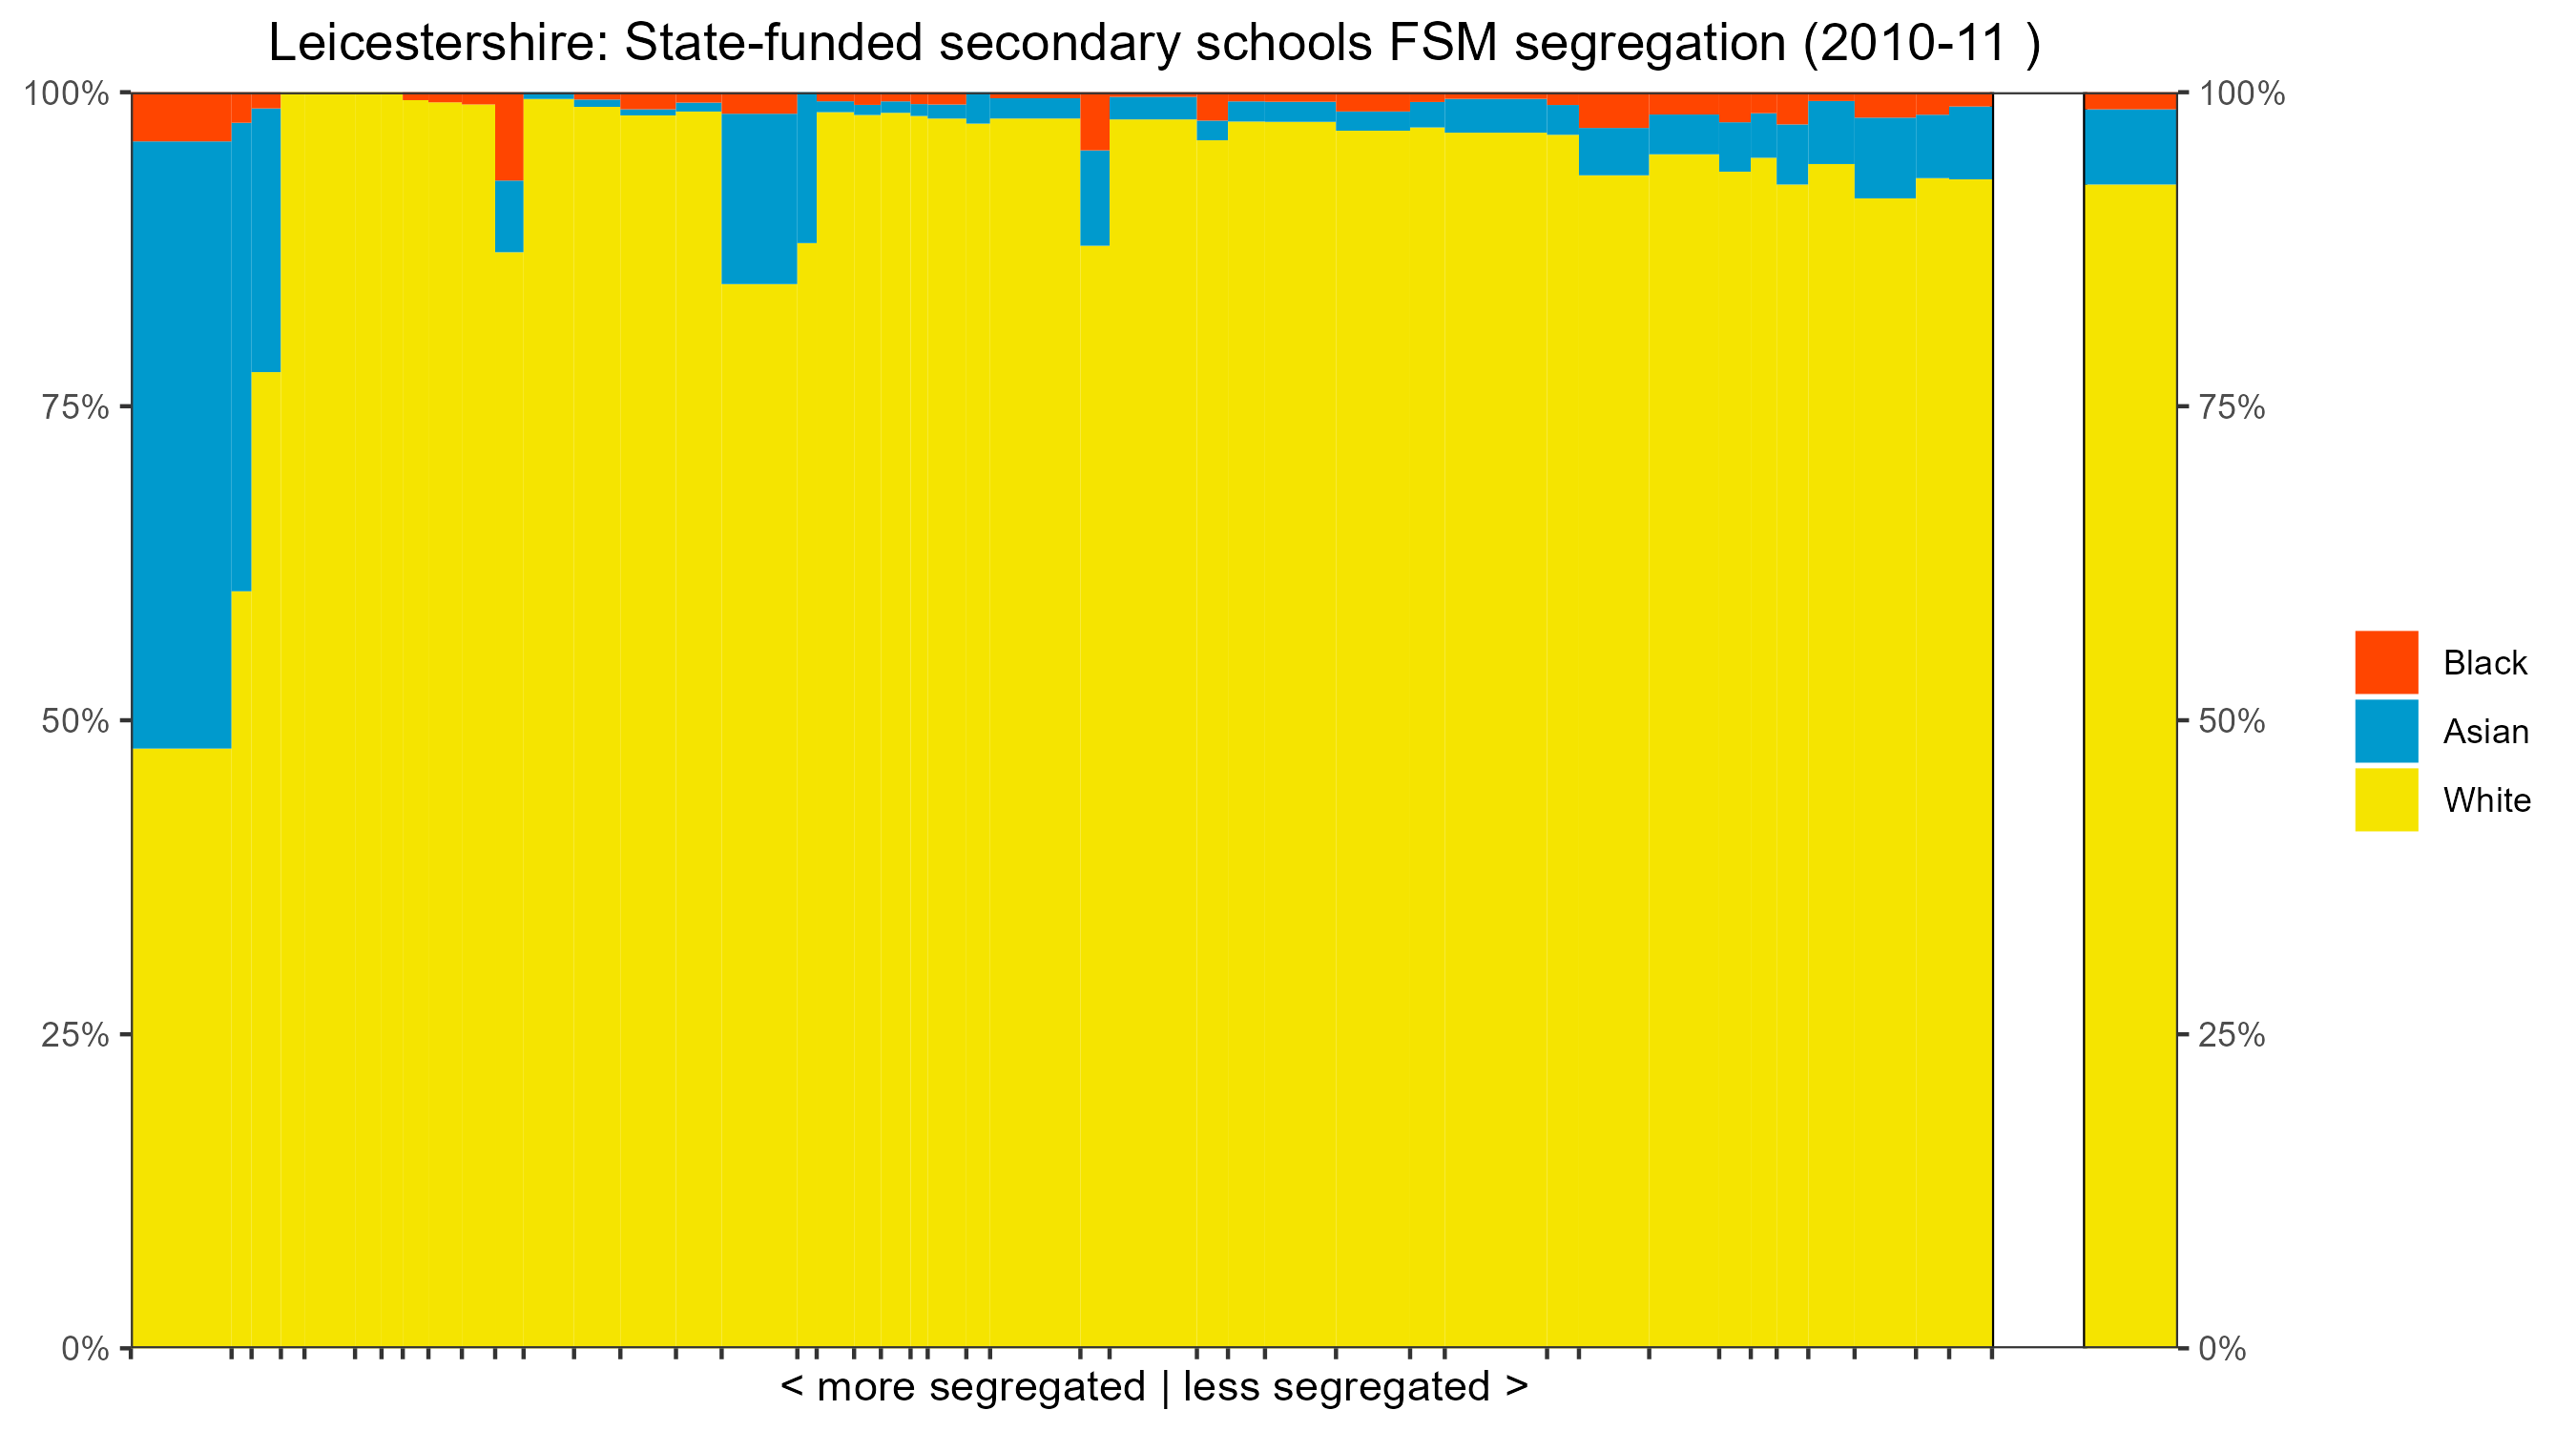 Leicestershire: State-funded secondary schools FSM segregation (2010-11 )
100%
75%
50%
25%
0%
100%
75%
50%
25%
0%
Black
Asian
White
< more segregated | less segregated >